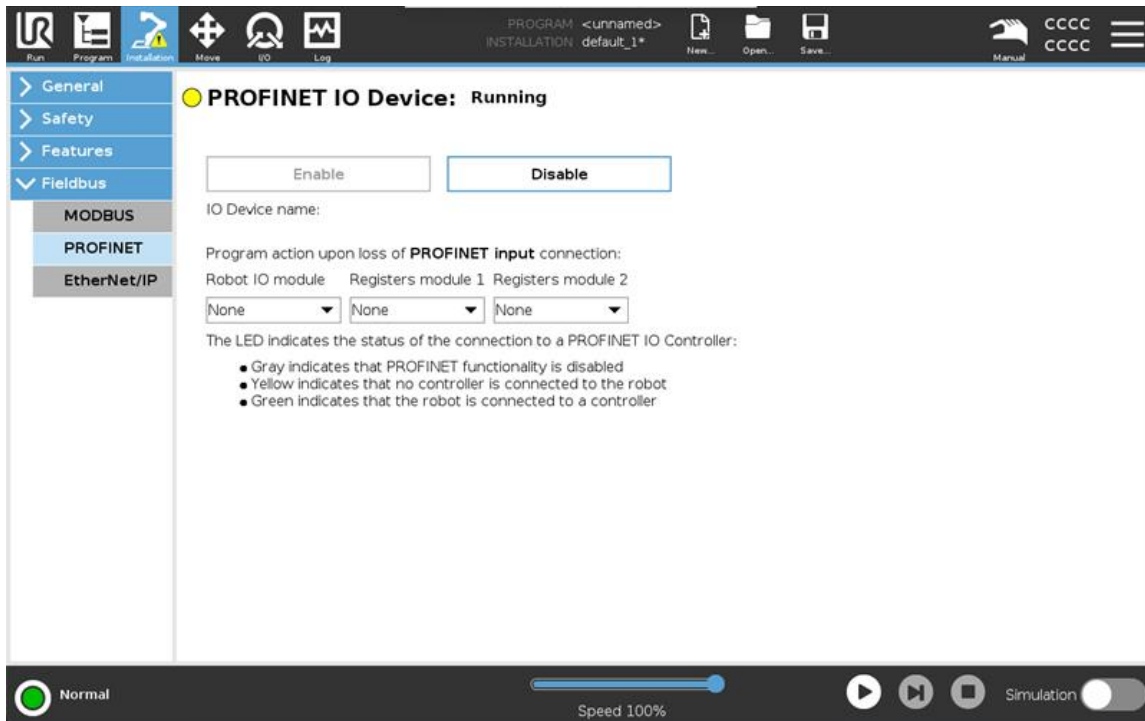 UR
PROGRAM <unnamed>
INSTALLATION default_1*
CCCC
CCCC
Run Program Installation Move I/O Log New... Open... Save... Manual
General
Safety
Features
Fieldbus
MODBUS
PROFINET
EtherNet/IP
PROFINET IO Device: Running
Enable Disable
IO Device name:
Program action upon loss of PROFINET input connection:
Robot IO module Registers module 1 Registers module 2
None None None
The LED indicates the status of the connection to a PROFINET IO Controller:
Gray indicates that PROFINET functionality is disabled
Yellow indicates that no controller is connected to the robot
Green indicates that the robot is connected to a controller
Normal
Speed 100%
Simulation